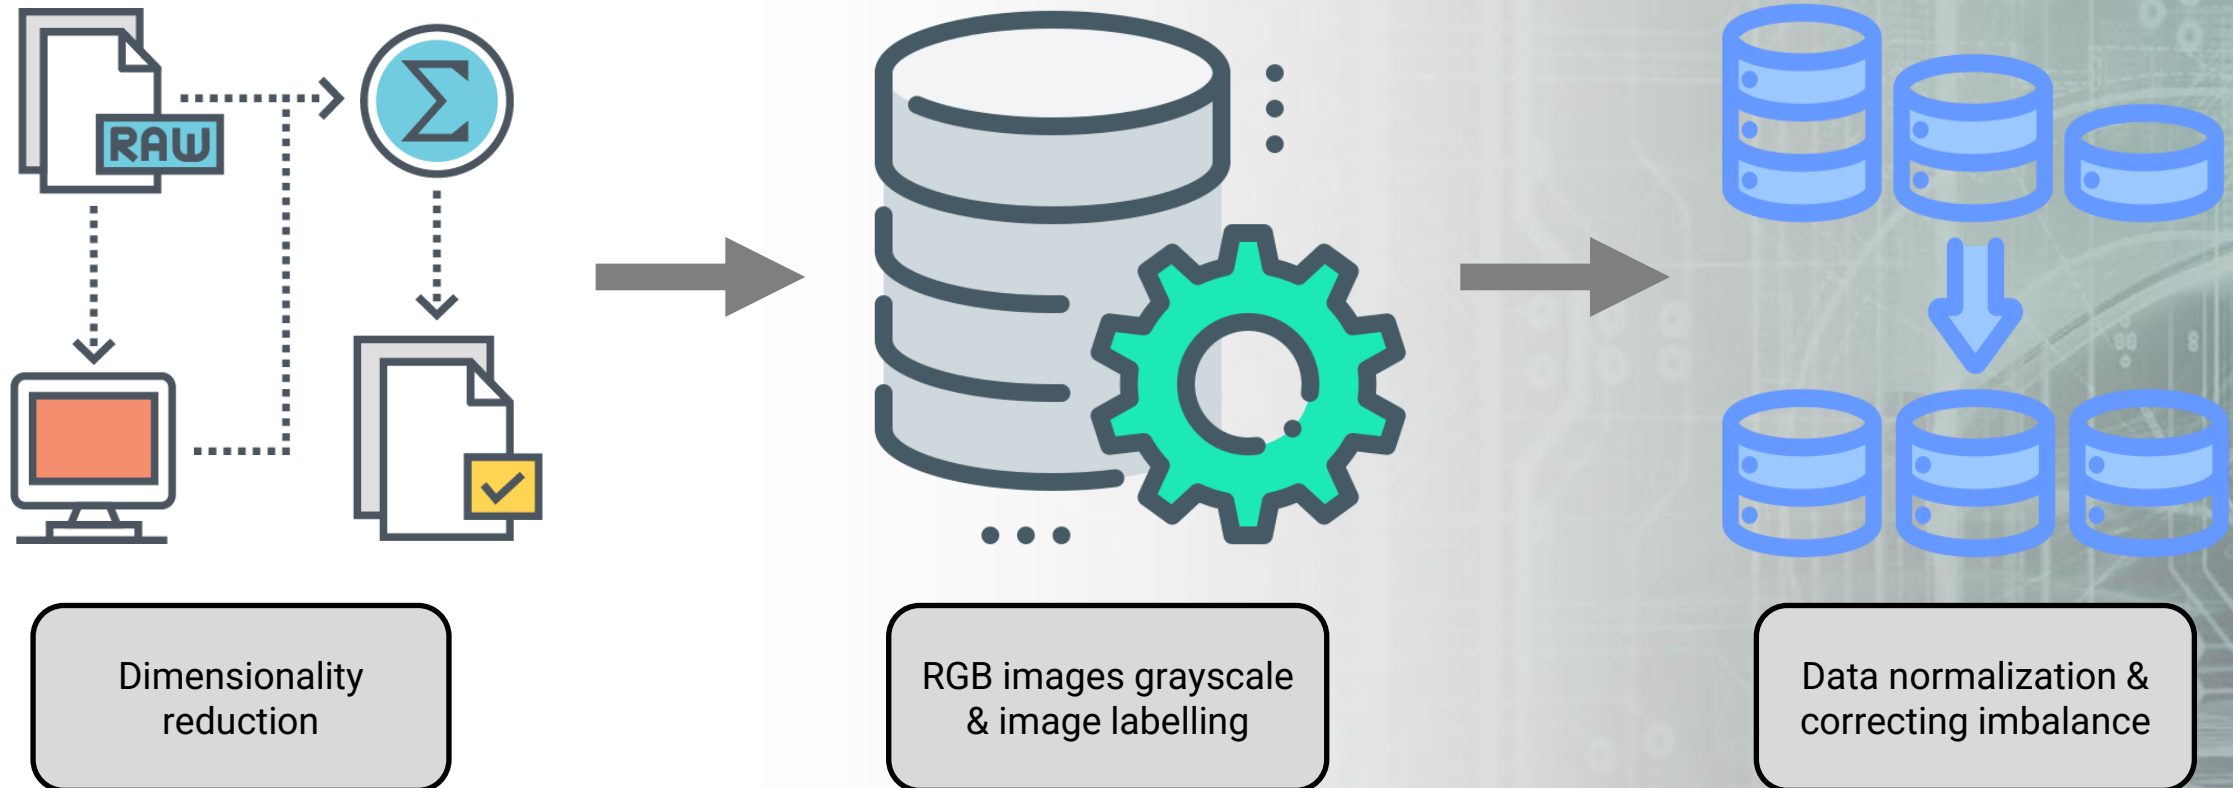 RAW
Σ
Dimensionality
reduction
RGB images grayscale
& image labelling
Data normalization &
correcting imbalance